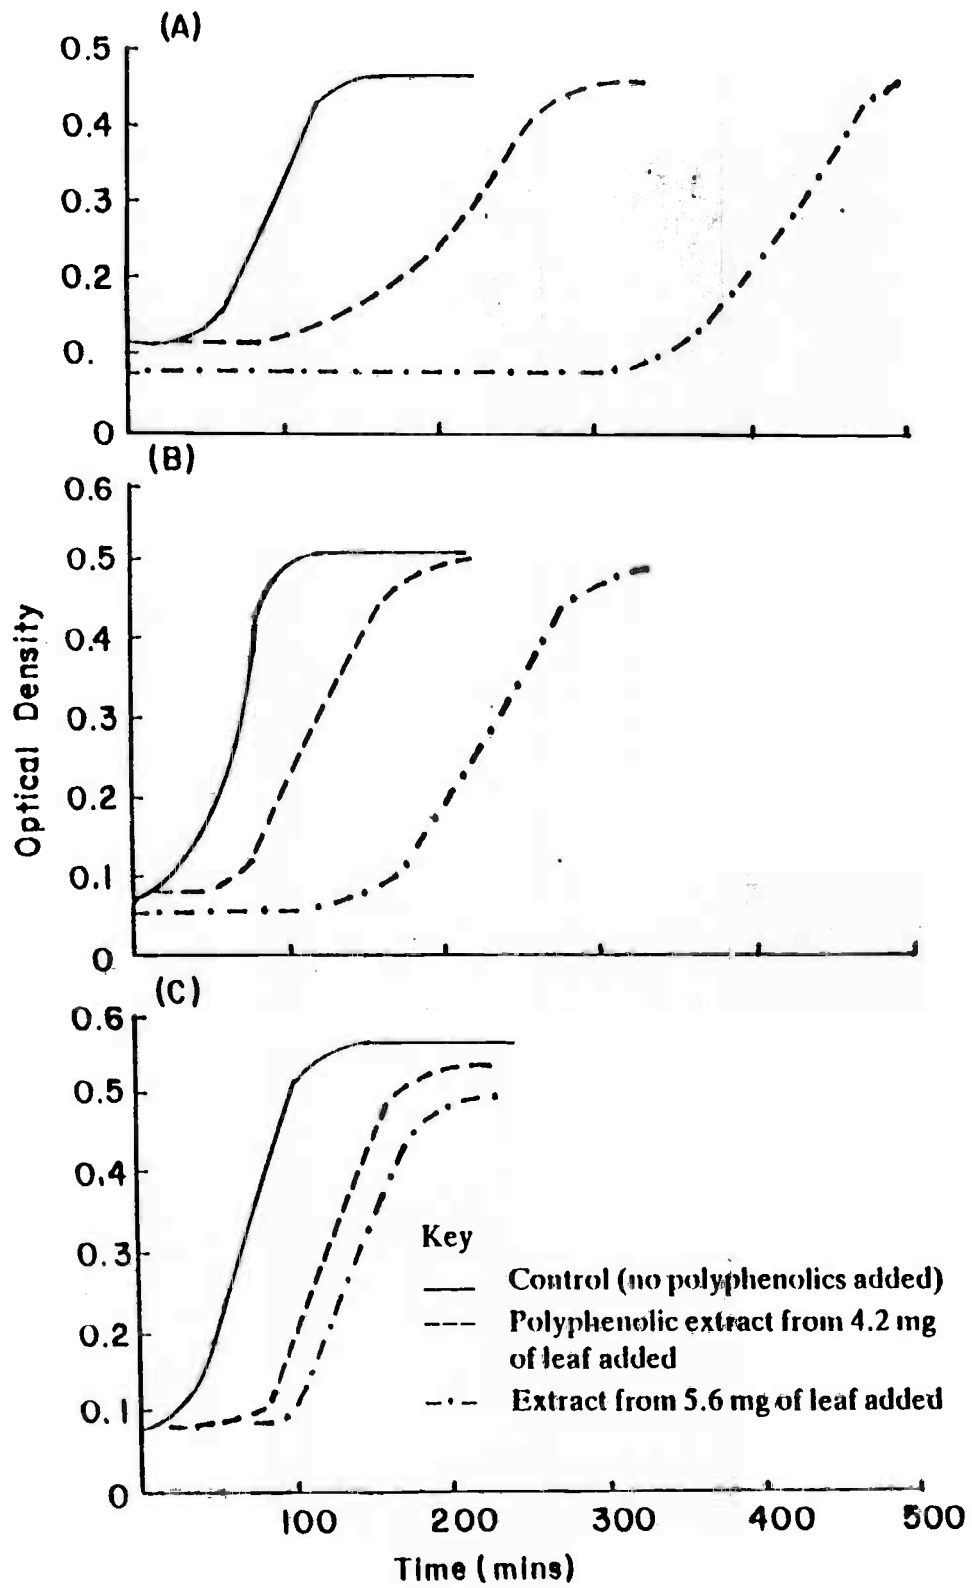 (A)
0.5
0.4
0.3
0.2
0.
0
(B)
0.6
0.5
0.4
0.3
0.2
0.1
0
Optical Density
(C)
0.6
0.5
0.4
0.3
0.2
0.1
0
Key
Control (no polyphenolics added)
Polyphenolic extract from 4.2 mg
of leaf added
Extract from 5.6 mg of leaf added
100 200 300 400 500
Time (mins)